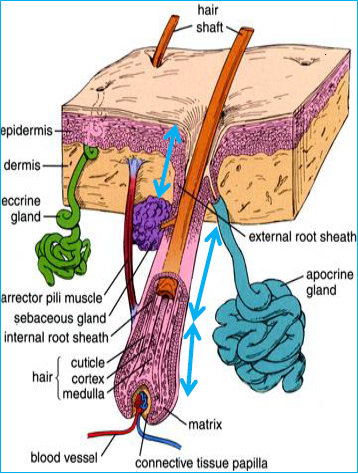 hair
shaft
epidermis
dermis
eccrine
gland
external root sheath
apocrine
gland
arrector pili muscle
sebaceous gland
internal root sheath
hair
cuticle
cortex
medulla
matrix
blood vessel
connective tissue papilla